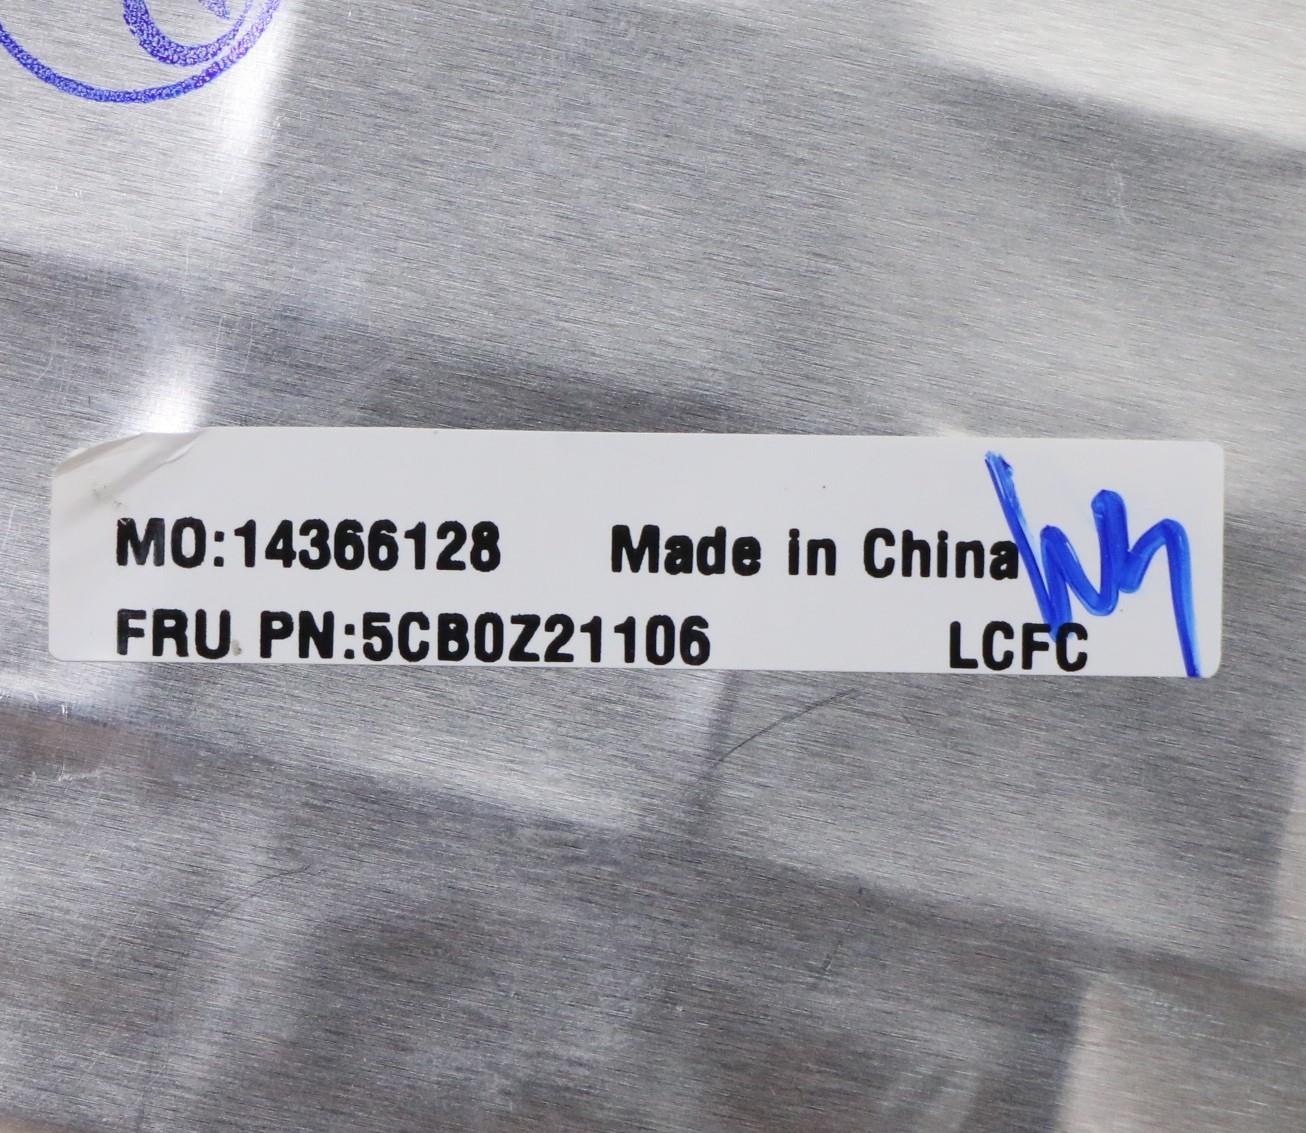 MO:14366128 Made in China
FRU PN:5CB0Z21106 LCFC